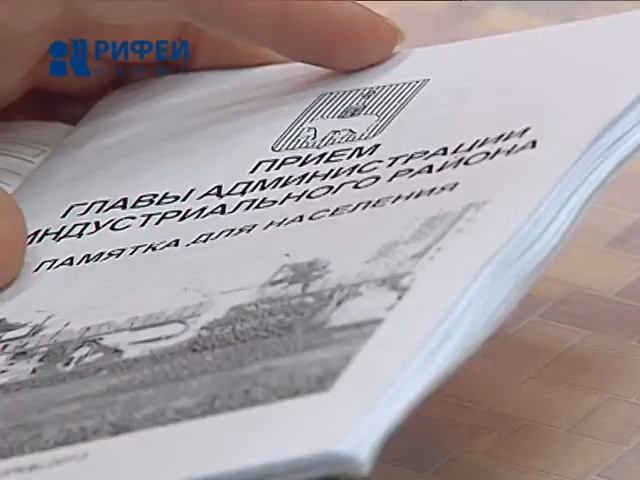 РИФЕЙ
ПРИЕМ
ГЛАВЫ АДМИНИСТРАЦИИ
ИНДУСТРИАЛЬНОГО РАЙОНА
ПАМЯТКА ДЛЯ НАСЕЛЕНИЯ